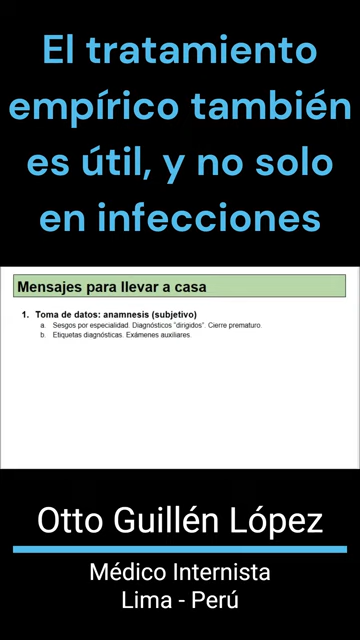 El tratamiento
empírico también
es útil, y no solo
en infecciones
Mensajes para llevar a casa
1. Toma de datos: anamnesis (subjetivo)
a. Sesgos por especialidad. Diagnósticos "dirigidos". Cierre prematuro.
b. Etiquetas diagnósticas. Exámenes auxiliares.
Otto Guillén López
Médico Internista
Lima - Perú